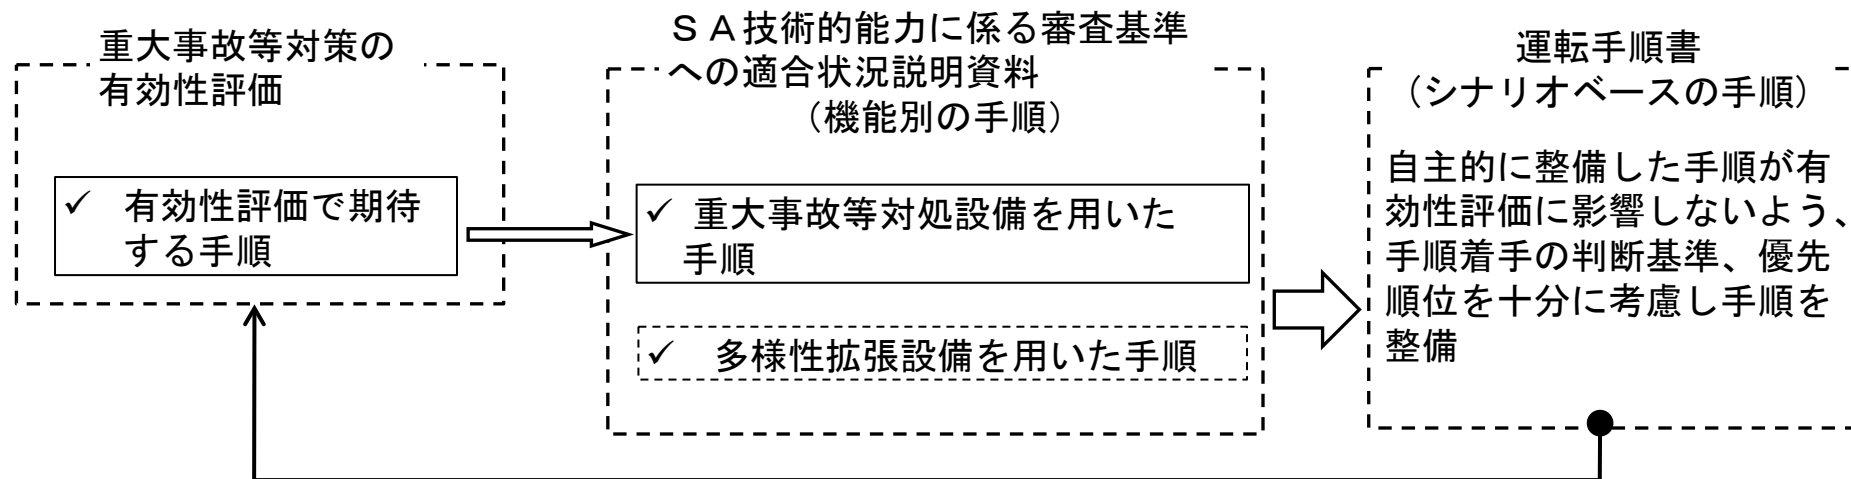 重大事故等対策の
有効性評価
✓ 有効性評価で期待
する手順
ＳＡ技術的能力に係る審査基準
への適合状況説明資料
（機能別の手順）
✓ 重大事故等対処設備を用いた
手順
✓ 多様性拡張設備を用いた手順
運転手順書
（シナリオベースの手順）
自主的に整備した手順が有
効性評価に影響しないよう、
手順着手の判断基準、優先
順位を十分に考慮し手順を
整備